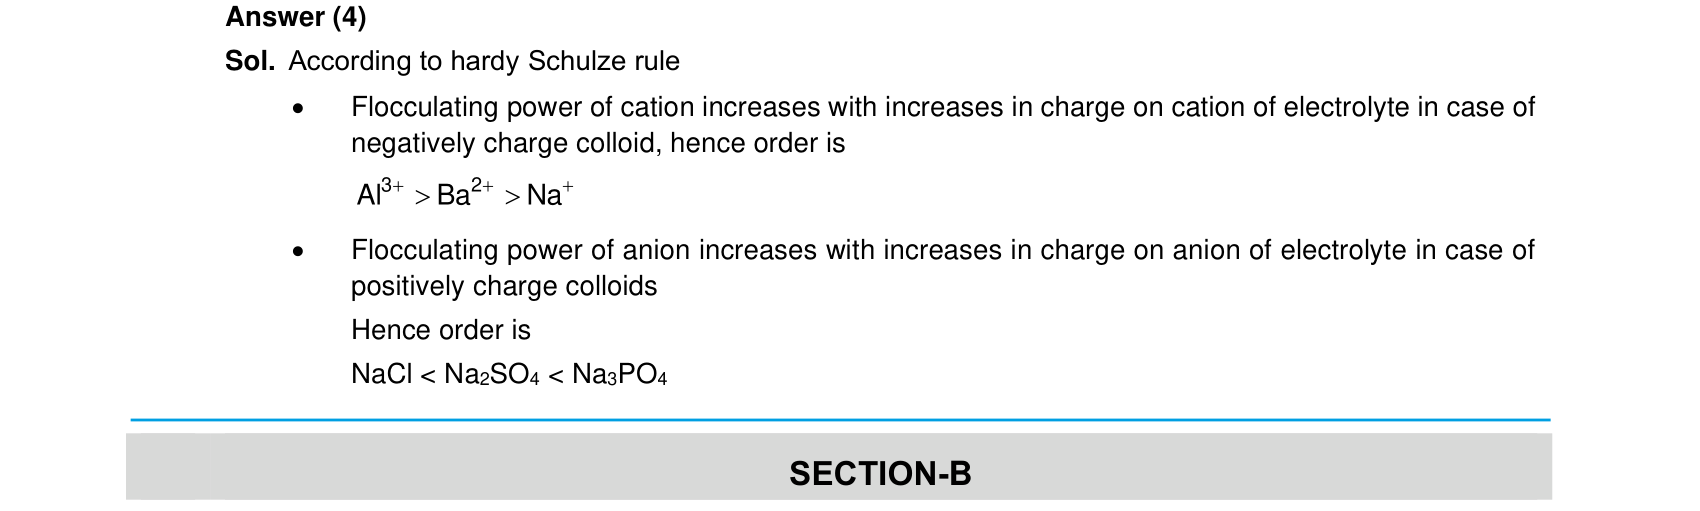 Answer (4)
Sol. According to hardy Schulze rule
• Flocculating power of cation increases with increases in charge on cation of electrolyte in case of
negatively charge colloid, hence order is
Al³⁺ > Ba²⁺ > Na⁺
• Flocculating power of anion increases with increases in charge on anion of electrolyte in case of
positively charge colloids
Hence order is
NaCl < Na₂SO₄ < Na₃PO₄
SECTION-B